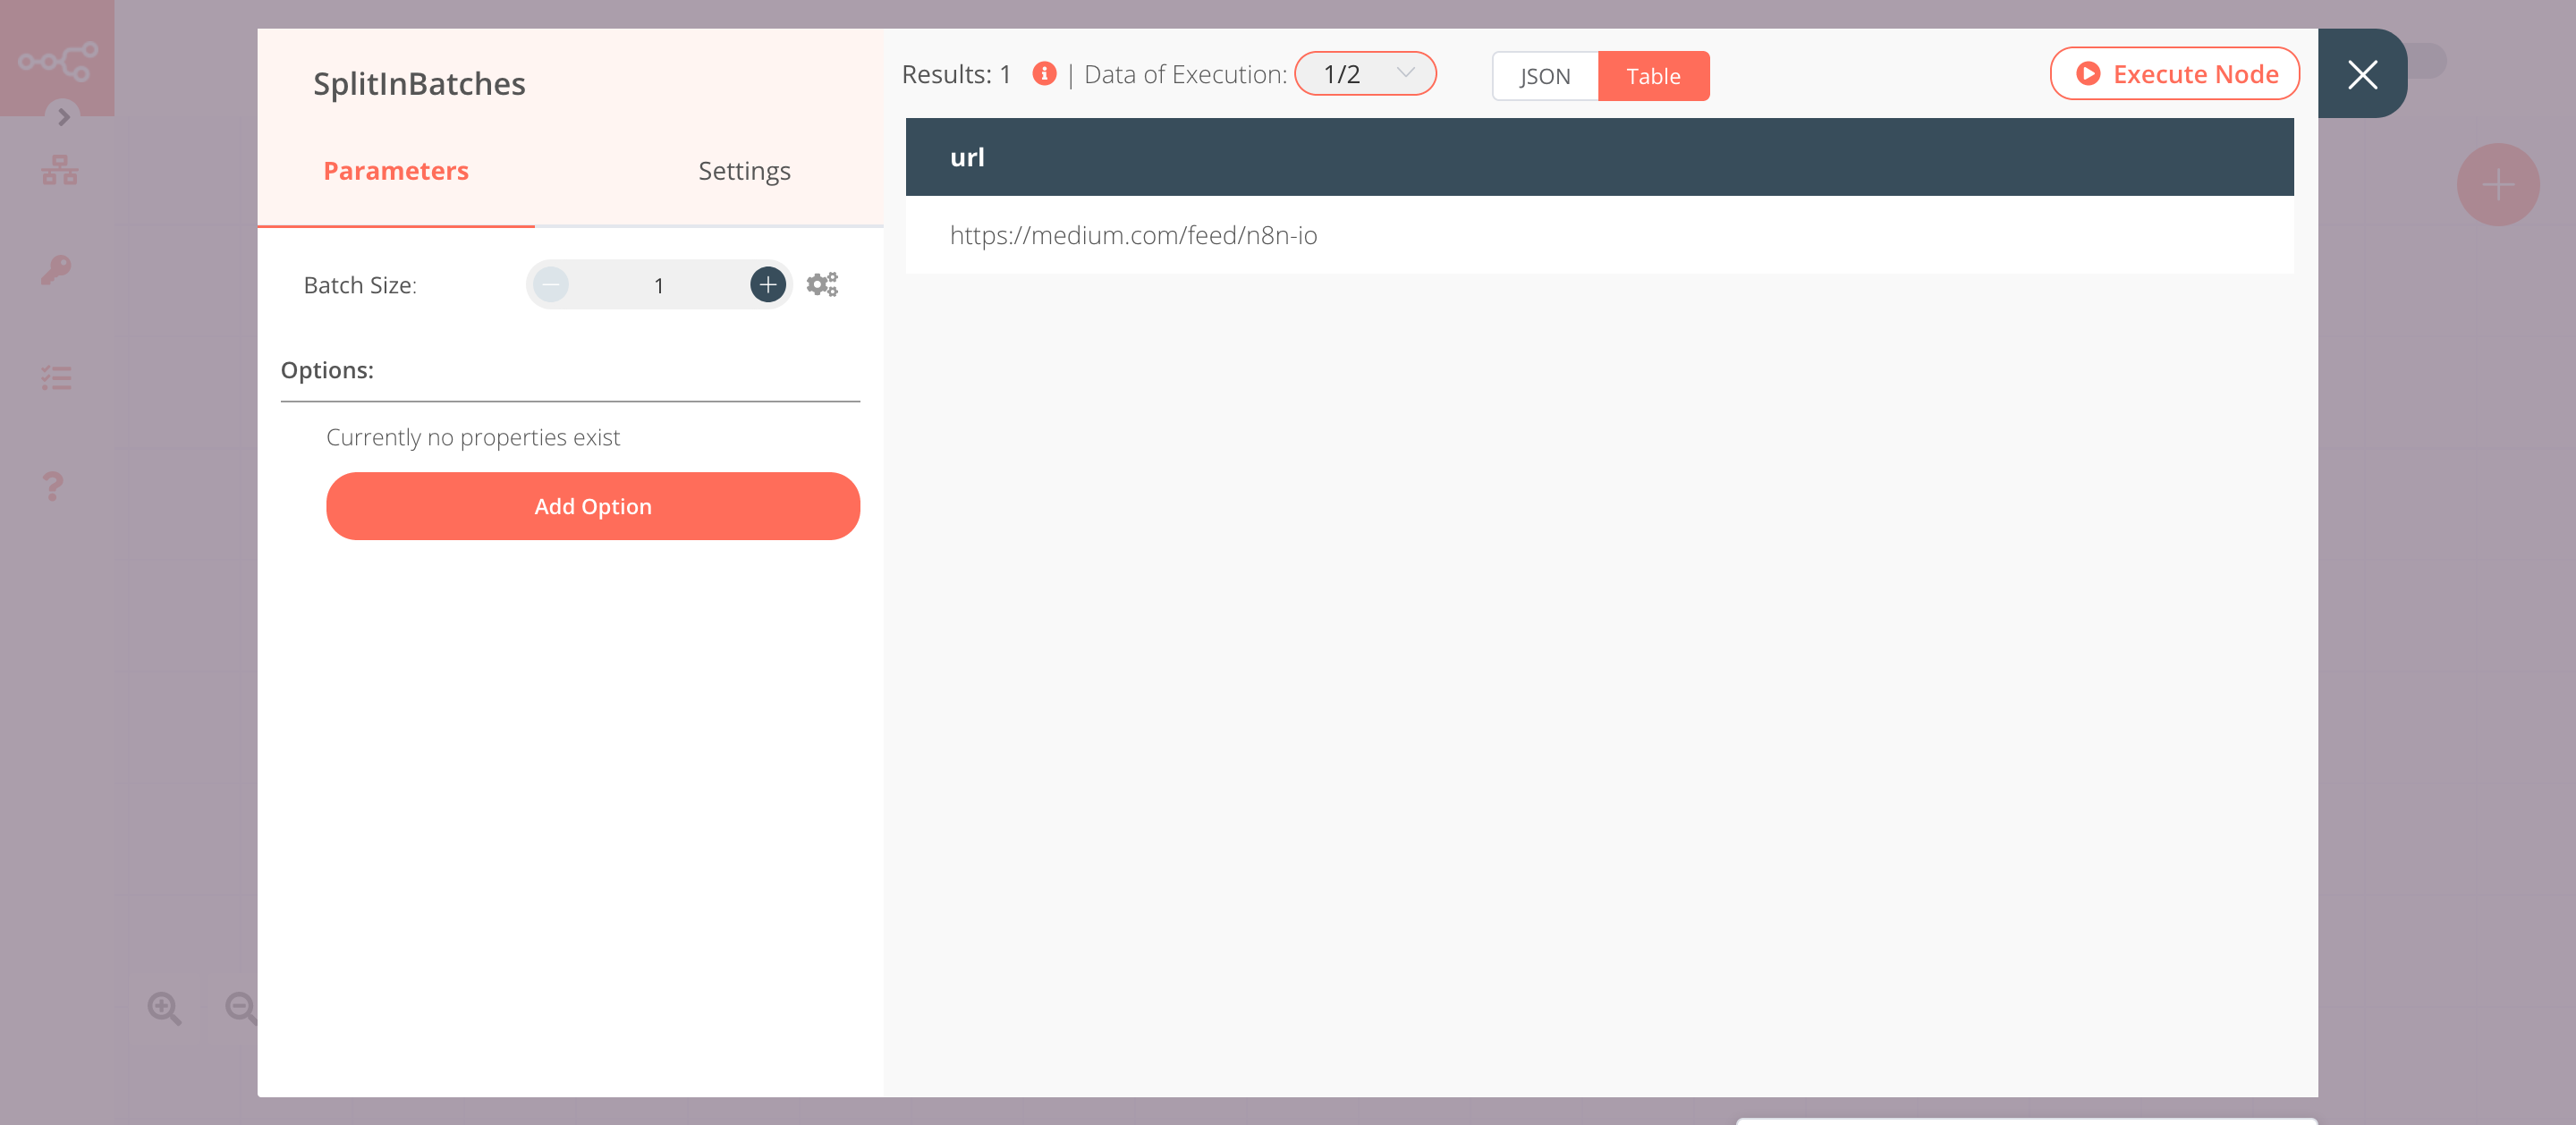 SplitInBatches
Parameters
Settings
Batch Size:
1
Options:
Currently no properties exist
Add Option
Results: 1 | Data of Execution: 1/2
JSON
Table
Execute Node
url
https://medium.com/feed/n8n-io